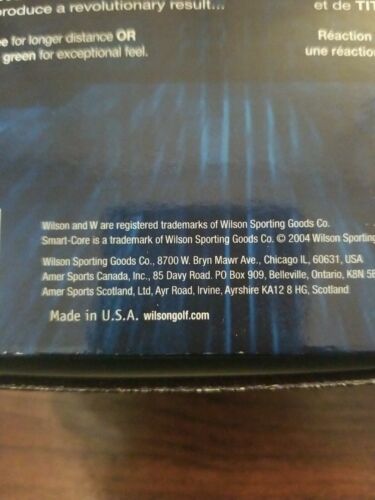 produce a revolutionary result...
for longer distance OR
green for exceptional feel.
et de TIT
Réaction
une réaction
Wilson and W are registered trademarks of Wilson Sporting Goods Co.
Smart-Core is a trademark of Wilson Sporting Goods Co. © 2004 Wilson Sporting
Wilson Sporting Goods Co., 8700 W. Bryn Mawr Ave., Chicago IL, 60631, USA
Amer Sports Canada, Inc., 85 Davy Road. PO Box 909, Belleville, Ontario, K8N 5
Amer Sports Scotland, Ltd, Ayr Road, Irvine, Ayrshire KA12 8 HG, Scotland
Made in U.S.A. wilsongolf.com